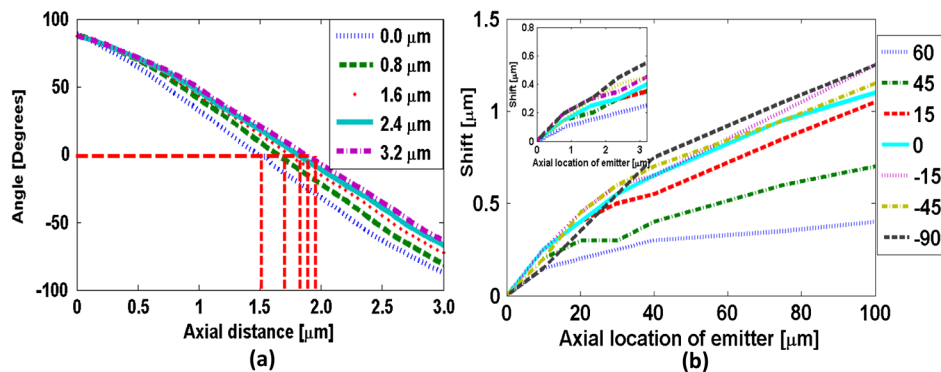 100
50
0
-50
-100
Angle [Degrees]
0
0.5
1.0
1.5
2.0
2.5
3.0
Axial distance [μm]
0.0 μm
0.8 μm
1.6 μm
2.4 μm
3.2 μm
(a)
1.5
1
0.5
0
Shift [μm]
0.8
0.6
0.4
0.2
0
Shift [μm]
0
1
2
3
Axial location of emitter [μm]
0
20
40
60
80
100
Axial location of emitter [μm]
60
45
15
0
-15
-45
-90
(b)